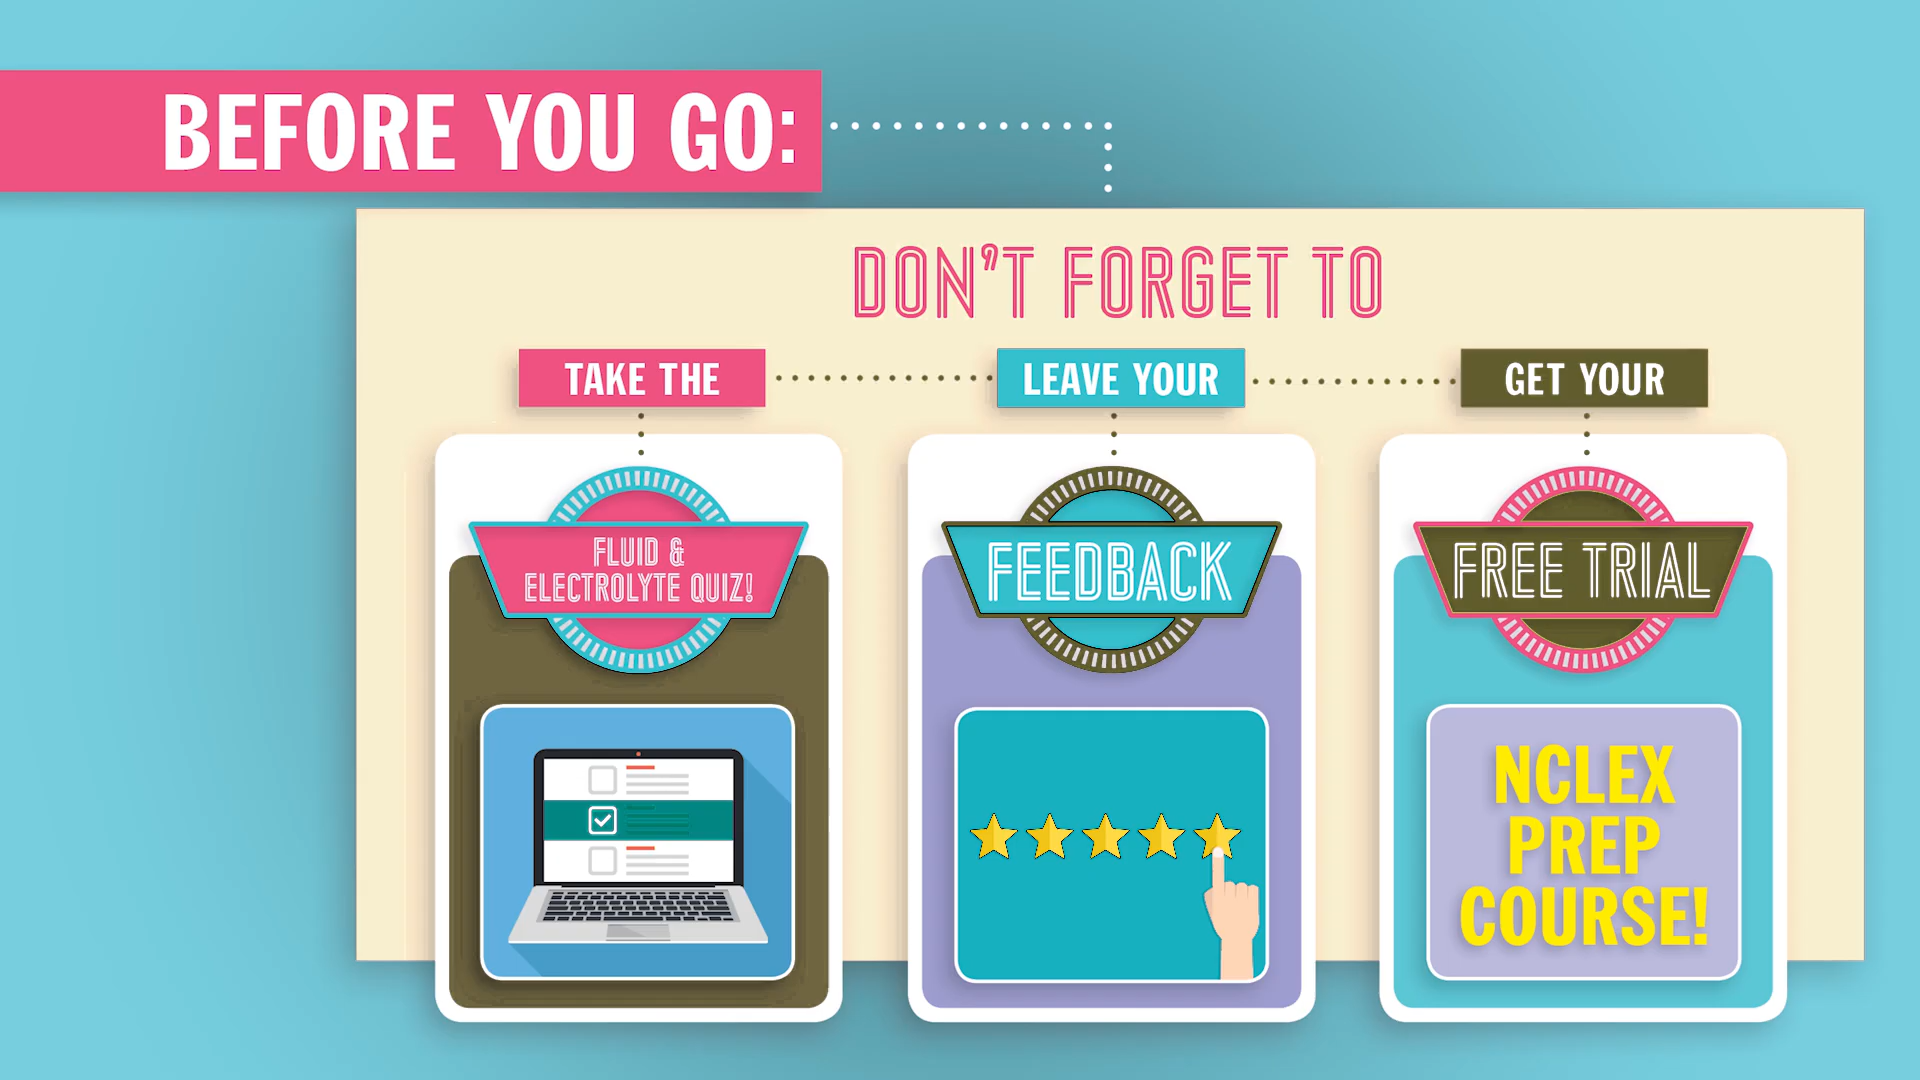 BEFORE YOU GO:
DON'T FORGET TO
TAKE THE
FLUID &
ELECTROLYTE QUIZ!
LEAVE YOUR
FEEDBACK
GET YOUR
FREE TRIAL
NCLEX
PREP
COURSE!